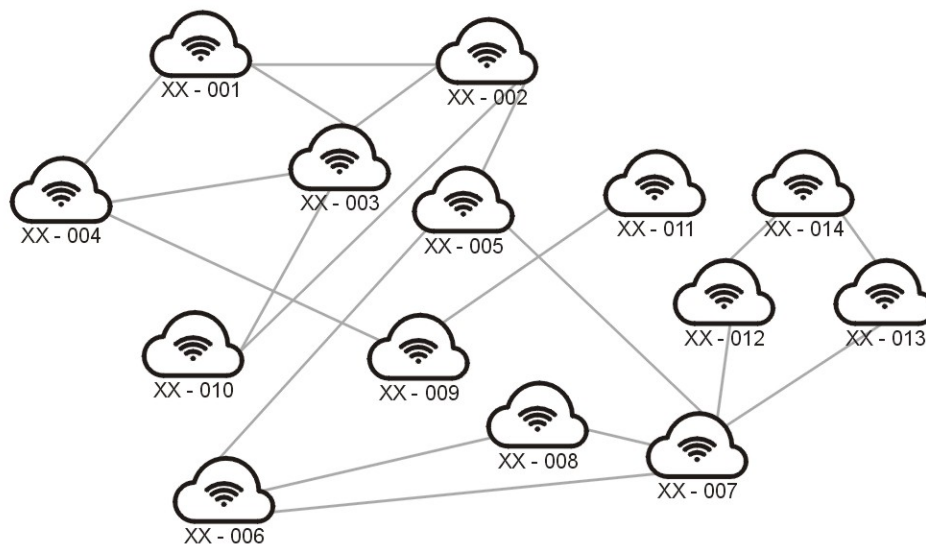 XX - 001
XX - 002
XX - 003
XX - 004
XX - 005
XX - 011
XX - 014
XX - 012
XX - 013
XX - 010
XX - 009
XX - 008
XX - 007
XX - 006